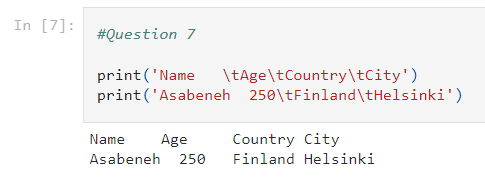 In [7]:
#Question 7
print('Name   \tAge\tCountry\tCity')
print('Asabeneh  250\tFinland\tHelsinki')
Name    Age     Country City
Asabeneh  250   Finland Helsinki